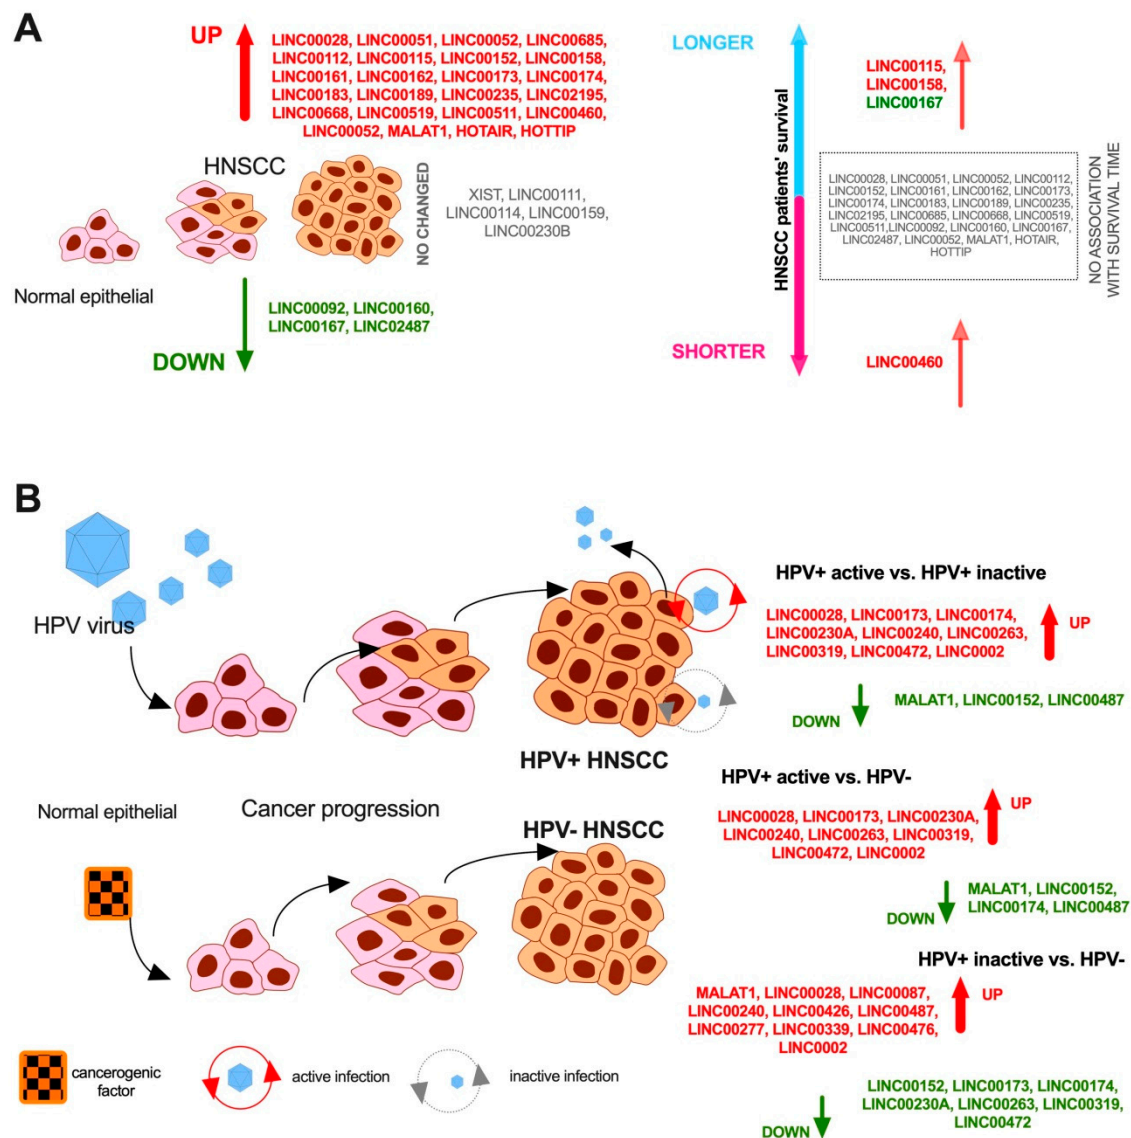 A
UP
LINC00028, LINC00051, LINC00052, LINC00685,
LINC00112, LINC00115, LINC00152, LINC00158,
LINC00161, LINC00162, LINC00173, LINC00174,
LINC00183, LINC00189, LINC00235, LINC02195,
LINC00668, LINC00519, LINC00511, LINC00460,
LINC00052, MALAT1, HOTAIR, HOTTIP
HNSCC
NO CHANGED
XIST, LINC00111,
LINC00114, LINC00159,
LINC00230B
Normal epithelial
LINC00092, LINC00160,
LINC00167, LINC02487
DOWN
LONGER
HNSCC patients' survival
SHORTER
LINC00115,
LINC00158,
LINC00167
LINC00028, LINC00051, LINC00052, LINC00112,
LINC00152, LINC00161, LINC00162, LINC00173,
LINC00174, LINC00183, LINC00189, LINC00235,
LINC02195, LINC00685, LINC00668, LINC00519,
LINC00511,LINC00092, LINC00160, LINC00167,
LINC02487, LINC00052, MALAT1, HOTAIR,
HOTTIP
NO ASSOCIATION
WITH SURVIVAL TIME
LINC00460
B
HPV virus
HPV+ HNSCC
HPV+ active vs. HPV+ inactive
LINC00028, LINC00173, LINC00174,
LINC00230A, LINC00240, LINC00263,
LINC00319, LINC00472, LINC0002
UP
MALAT1, LINC00152, LINC00487
DOWN
Normal epithelial
Cancer progression
HPV- HNSCC
HPV+ active vs. HPV-
LINC00028, LINC00173, LINC00230A,
LINC00240, LINC00263, LINC00319,
LINC00472, LINC0002
UP
MALAT1, LINC00152,
LINC00174, LINC00487
DOWN
HPV+ inactive vs. HPV-
MALAT1, LINC00028, LINC00087,
LINC00240, LINC00426, LINC00487,
LINC00277, LINC00339, LINC00476,
LINC0002
UP
LINC00152, LINC00173, LINC00174,
LINC00230A, LINC00263, LINC00319,
LINC00472
DOWN
cancerogenic
factor
active infection
inactive infection